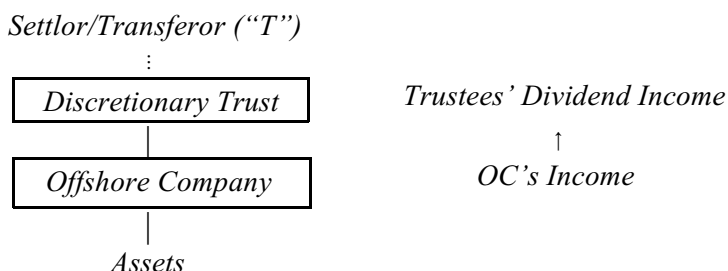 Settlor/Transferor (“T”)
Discretionary Trust
Trustees’ Dividend Income
↑
Offshore Company
OC’s Income
Assets